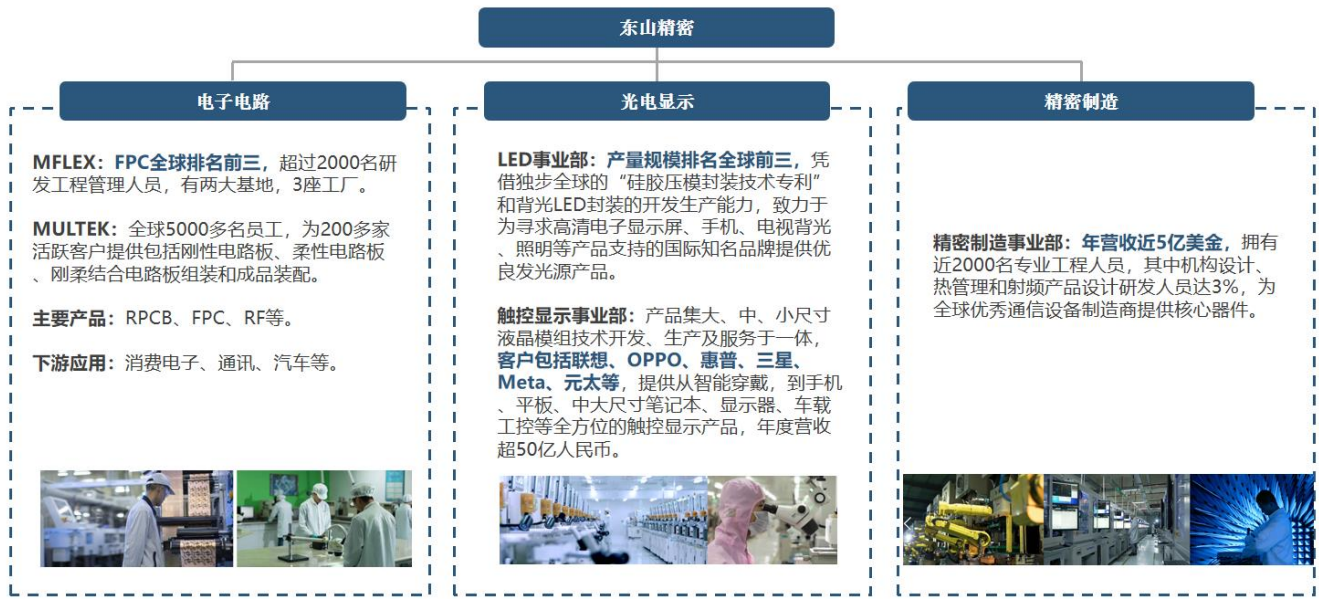 东山精密
电子电路
MFLEX：FPC全球排名前三，超过2000名研
发工程管理人员，有两大基地，3座工厂。
MULTEK：全球5000多名员工，为200多家
活跃客户提供包括刚性电路板、柔性电路板
、刚柔结合电路板组装和成品装配。
主要产品：RPCB、FPC、RF等。
下游应用：消费电子、通讯、汽车等。
光电显示
LED事业部：产量规模排名全球前三，凭
借独步全球的“硅胶压模封装技术专利”
和背光LED封装的开发生产能力，致力于
为寻求高清电子显示屏、手机、电视背光
、照明等产品支持的国际知名品牌提供优
良发光源产品。
触控显示事业部：产品集大、中、小尺寸
液晶模组技术开发、生产及服务于一体，
客户包括联想、OPPO、惠普、三星、
Meta、元太等，提供从智能穿戴，到手机
、平板、中大尺寸笔记本、显示器、车载
工控等全方位的触控显示产品，年度营收
超50亿人民币。
精密制造
精密制造事业部：年营收近5亿美金，拥有
近2000名专业工程人员，其中机构设计、
热管理和射频产品设计研发人员达3%，为
全球优秀通信设备制造商提供核心器件。